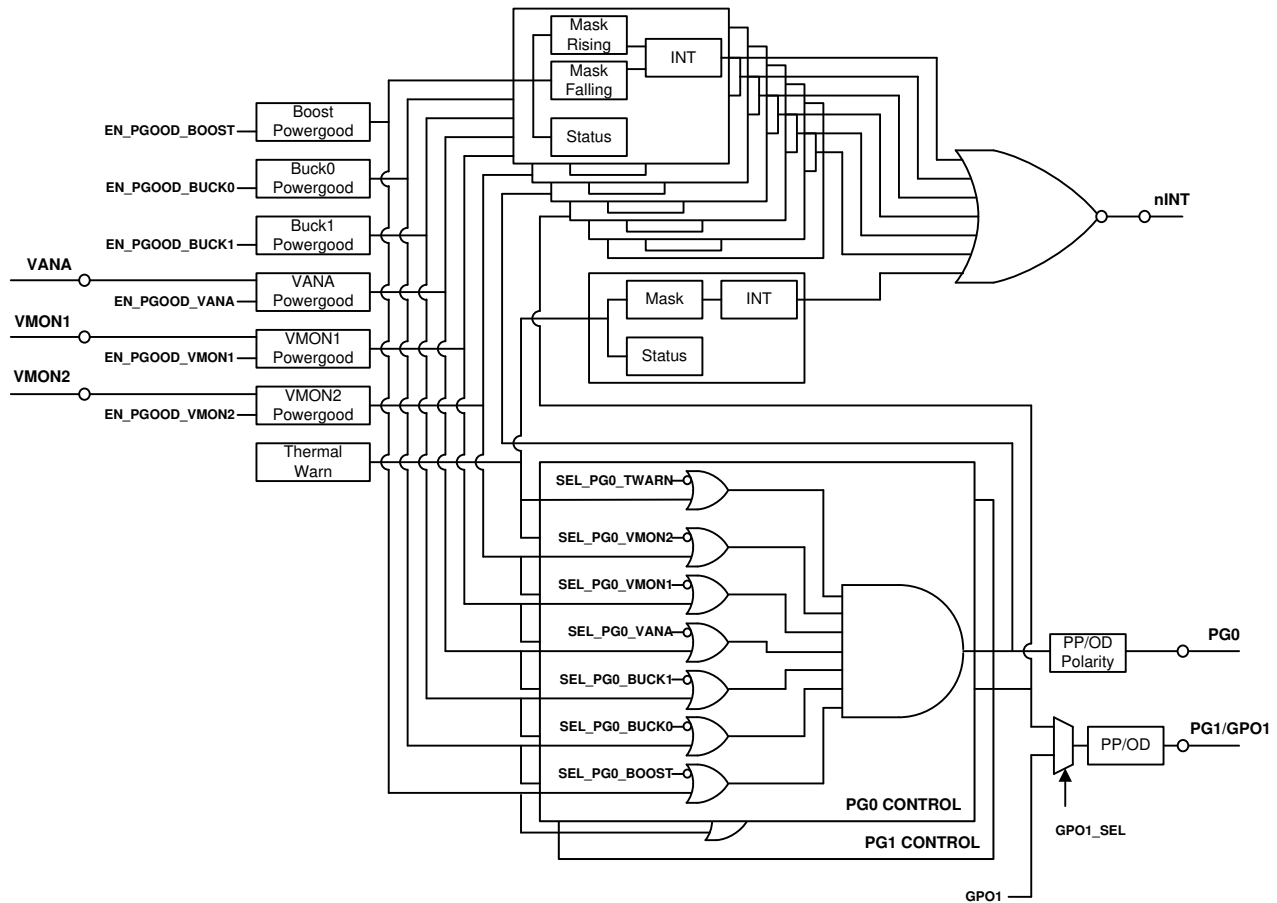 Mask
Rising
INT
Mask
Falling
Status
Boost
Powergood
EN_PGOOD_BOOST
Buck0
Powergood
EN_PGOOD_BUCK0
Buck1
Powergood
EN_PGOOD_BUCK1
VANA
VANA
Powergood
EN_PGOOD_VANA
VMON1
VMON1
Powergood
EN_PGOOD_VMON1
VMON2
VMON2
Powergood
EN_PGOOD_VMON2
Thermal
Warn
nINT
Mask
INT
Status
SEL_PG0_TWARN
SEL_PG0_VMON2
SEL_PG0_VMON1
SEL_PG0_VANA
SEL_PG0_BUCK1
SEL_PG0_BUCK0
SEL_PG0_BOOST
PG0 CONTROL
PG1 CONTROL
PP/OD
Polarity
PG0
PP/OD
PG1/GPO1
GPO1_SEL
GPO1